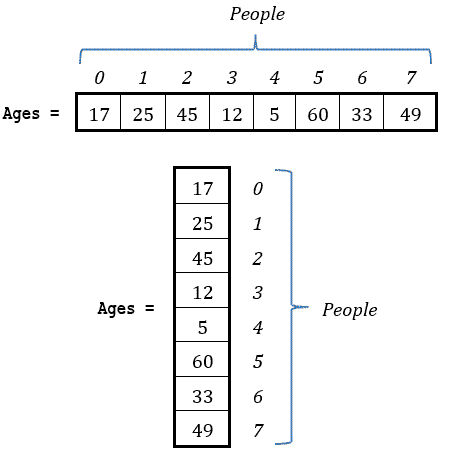 People
0 1 2 3 4 5 6 7
Ages = 17 25 45 12 5 60 33 49
17 0
25 1
45 2
12 3
Ages =
People
5 4
60 5
33 6
49 7